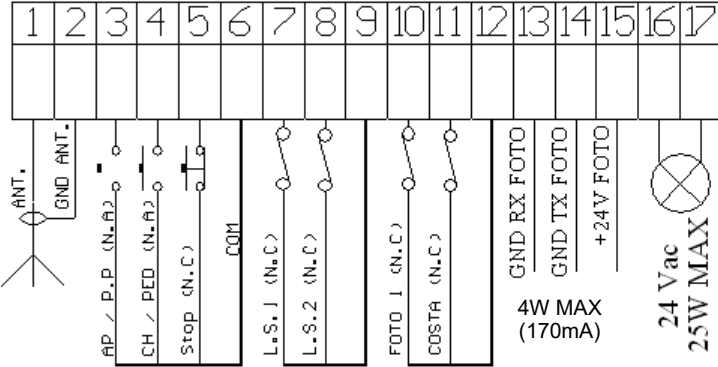 1 2 3 4 5 6 7 8 9 10 11 12 13 14 15 16 17
ANT.
GND ANT.
AP / P.P (N.A)
CH / PED (N.A)
Stop (N.C)
COM
L.S.1 (N.C)
L.S.2 (N.C)
FOTO 1 (N.C)
COSTA (N.C)
GND RX FOTO
GND TX FOTO
+24V FOTO
4W MAX
(170mA)
24 Vac
25W MAX